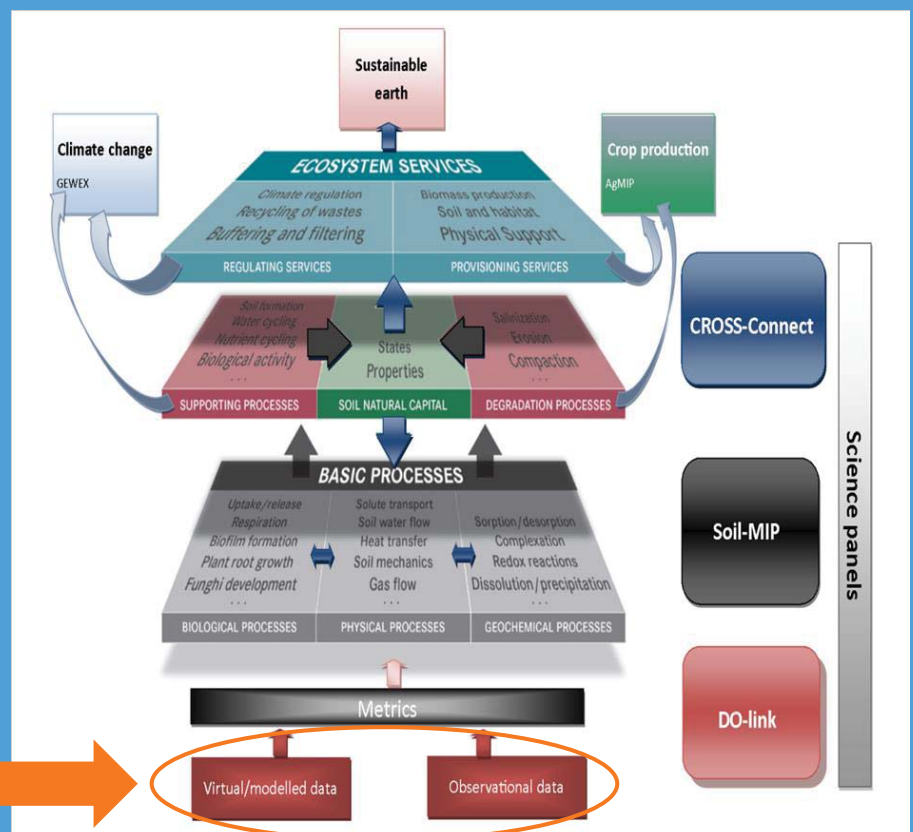 Sustainable
earth
Climate change
GEWEX
Crop production
AgMIP
ECOSYSTEM SERVICES
Climate regulation
Recycling of wastes
Buffering and filtering
Biomass production
Soil and habitat
Physical Support
REGULATING SERVICES
PROVISIONING SERVICES
Soil formation
Water cycling
Nutrient cycling
Biological activity
...
States
Properties
Salinization
Erosion
Compaction
...
SUPPORTING PROCESSES
SOIL NATURAL CAPITAL
DEGRADATION PROCESSES
BASIC PROCESSES
Uptake/release
Respiration
Biofilm formation
Plant root growth
Funghi development
...
Solute transport
Soil water flow
Heat transfer
Soil mechanics
Gas flow
...
Sorption/desorption
Complexation
Redox reactions
Dissolution/precipitation
...
BIOLOGICAL PROCESSES
PHYSICAL PROCESSES
GEOCHEMICAL PROCESSES
Metrics
Virtual/modelled data
Observational data
CROSS-Connect
Soil-MIP
DO-link
Science panels